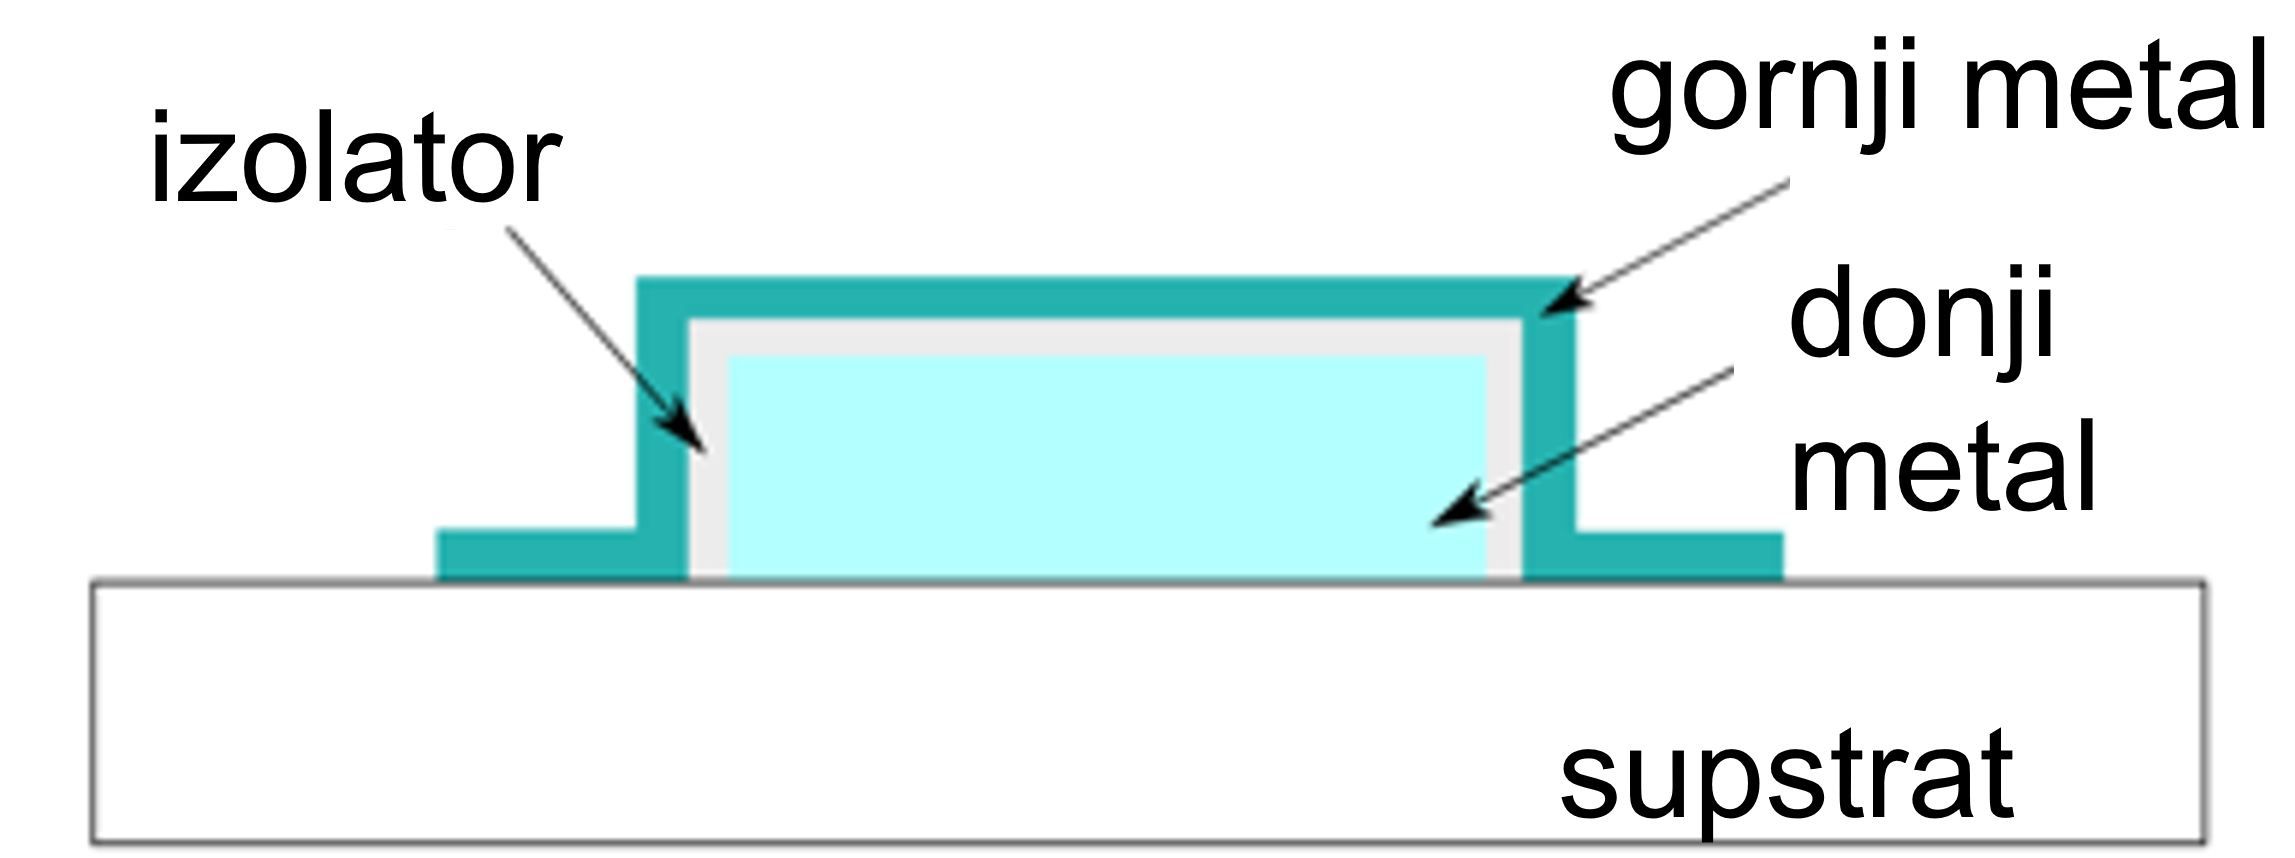 gornji metal
izolator
donji
metal
supstrat